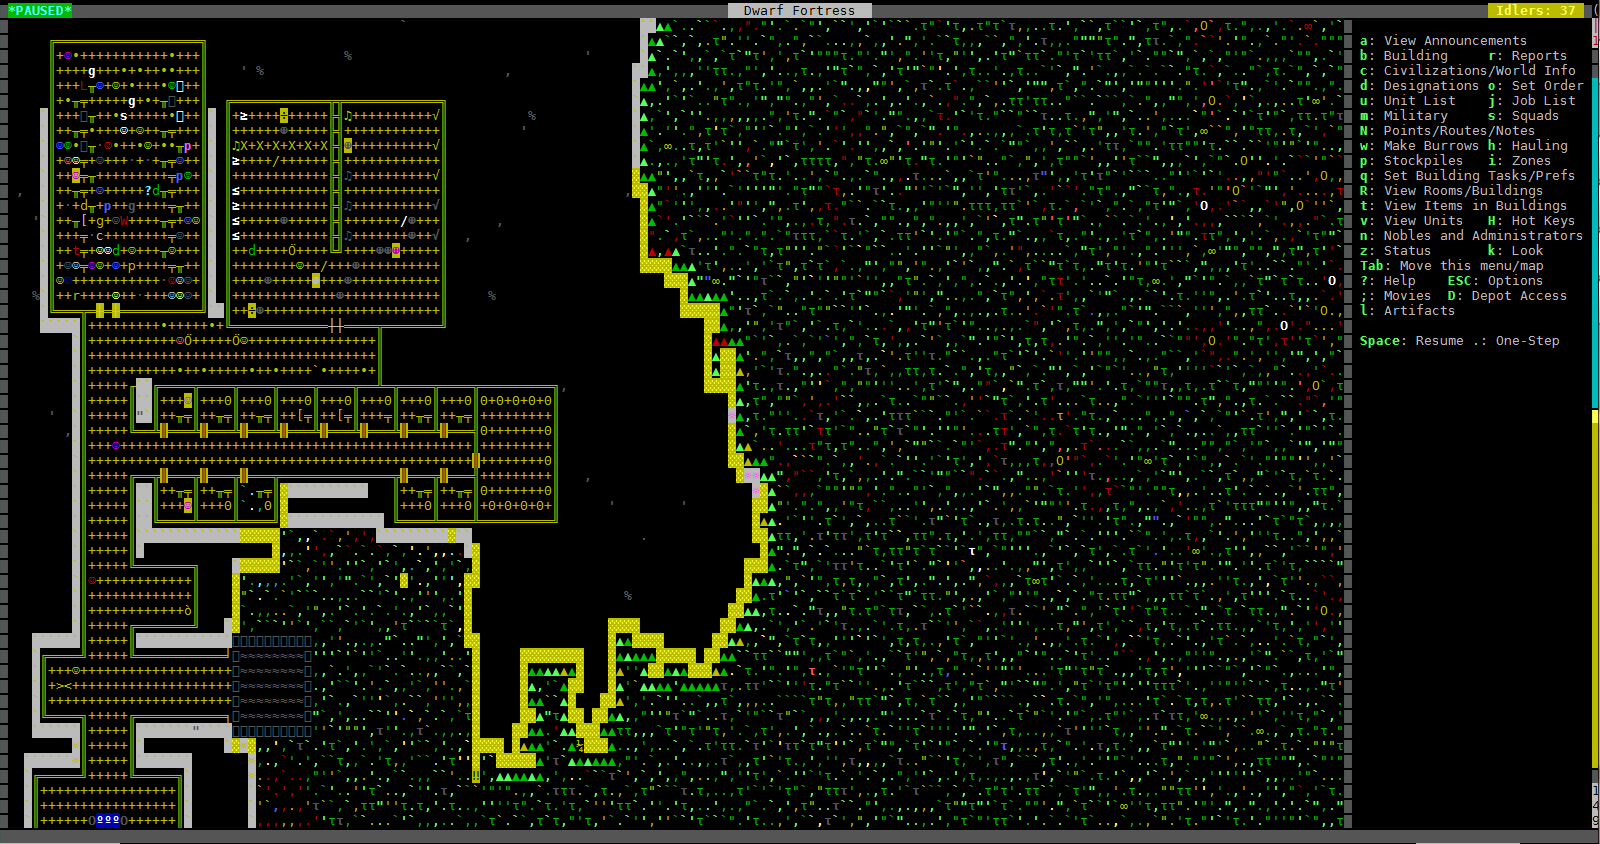 *PAUSED* Dwarf Fortress Idlers: 37
a: View Announcements
b: Building r: Reports
c: Civilizations/World Info
d: Designations o: Set Order
u: Unit List j: Job List
m: Military s: Squads
N: Points/Routes/Notes
w: Make Burrows h: Hauling
p: Stockpiles i: Zones
q: Set Building Tasks/Prefs
R: View Rooms/Buildings
t: View Items in Buildings
v: View Units H: Hot Keys
n: Nobles and Administrators
z: Status k: Look
Tab: Move this menu/map
?: Help ESC: Options
;: Movies D: Depot Access
l: Artifacts
Space: Resume .: One-Step